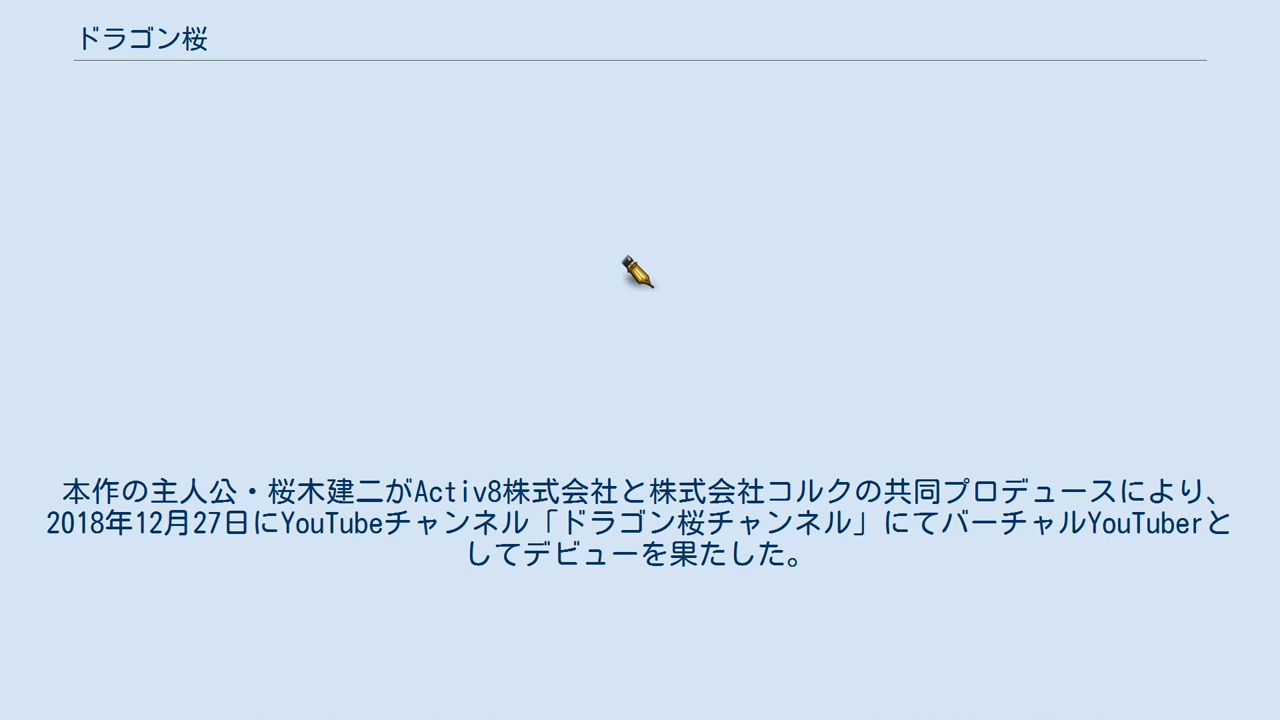 ドラゴン桜
本作の主人公・桜木建二がActiv8株式会社と株式会社コルクの共同プロデュースにより、
2018年12月27日にYouTubeチャンネル「ドラゴン桜チャンネル」にてバーチャルYouTuberと
してデビューを果たした。